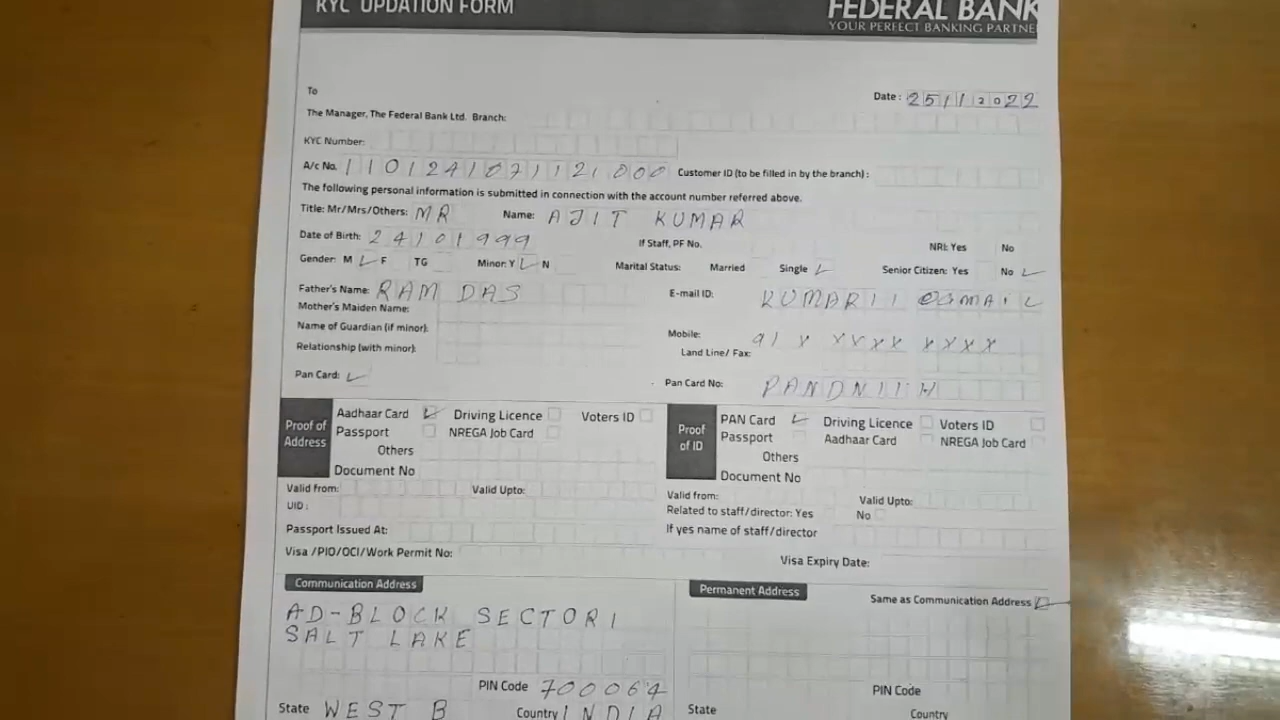 KYC UPDATION FORM
FEDERAL BANK
YOUR PERFECT BANKING PARTNE
To
Date: 25112022
The Manager, The Federal Bank Ltd. Branch:
KYC Number:
A/c No. 1101241071121000 Customer ID (to be filled in by the branch) :
The following personal information is submitted in connection with the account number referred above.
Title: Mr/Mrs/Others: MR Name: AJIT KUMAR
Date of Birth: 24101999 If Staff, PF No. NRI: Yes No
Gender: M F TG Minor: Y N Marital Status: Married Single Senior Citizen: Yes No
Father's Name: RAM DAS E-mail ID: KUMAR11 @GMAIL
Mother's Maiden Name:
Name of Guardian (if minor): Mobile: 91 X XXXX XXXX
Relationship (with minor): Land Line/ Fax:
Pan Card: Pan Card No: PANDN11H
Proof of Address Aadhaar Card Driving Licence Voters ID
Passport NREGA Job Card
Others
Document No
Proof of ID PAN Card Driving Licence Voters ID
Passport Aadhaar Card NREGA Job Card
Others
Document No
Valid from: Valid Upto:
UID :
Passport Issued At:
Visa /PIO/OCI/Work Permit No:
Valid from: Valid Upto:
Related to staff/director: Yes No
If yes name of staff/director
Visa Expiry Date:
Communication Address
AD-BLOCK SECTOR 1
SALT LAKE
PIN Code 700064
State WEST B Country INDIA
Permanent Address
Same as Communication Address
PIN Code
State Country